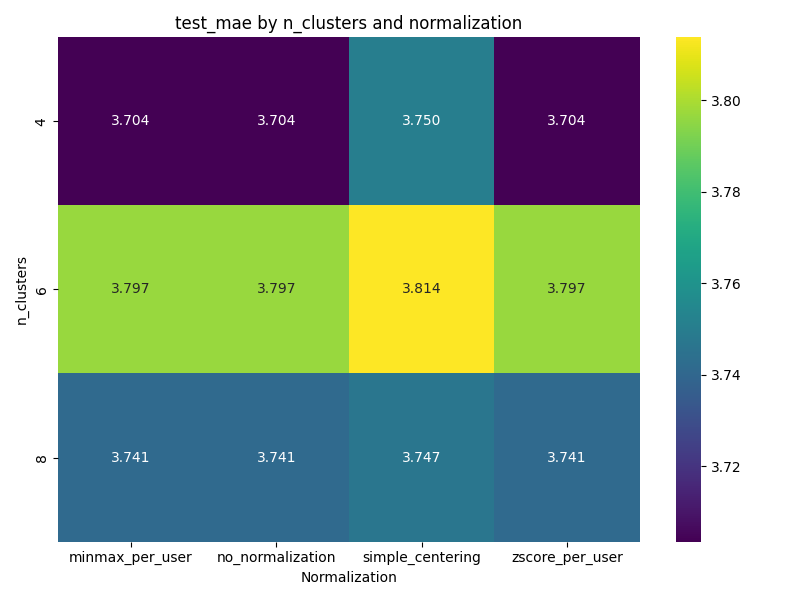 test_mae by n_clusters and normalization
n_clusters
4
3.704 3.704 3.750 3.704
6
3.797 3.797 3.814 3.797
8
3.741 3.741 3.747 3.741
minmax_per_user no_normalization simple_centering zscore_per_user
Normalization
3.80
3.78
3.76
3.74
3.72